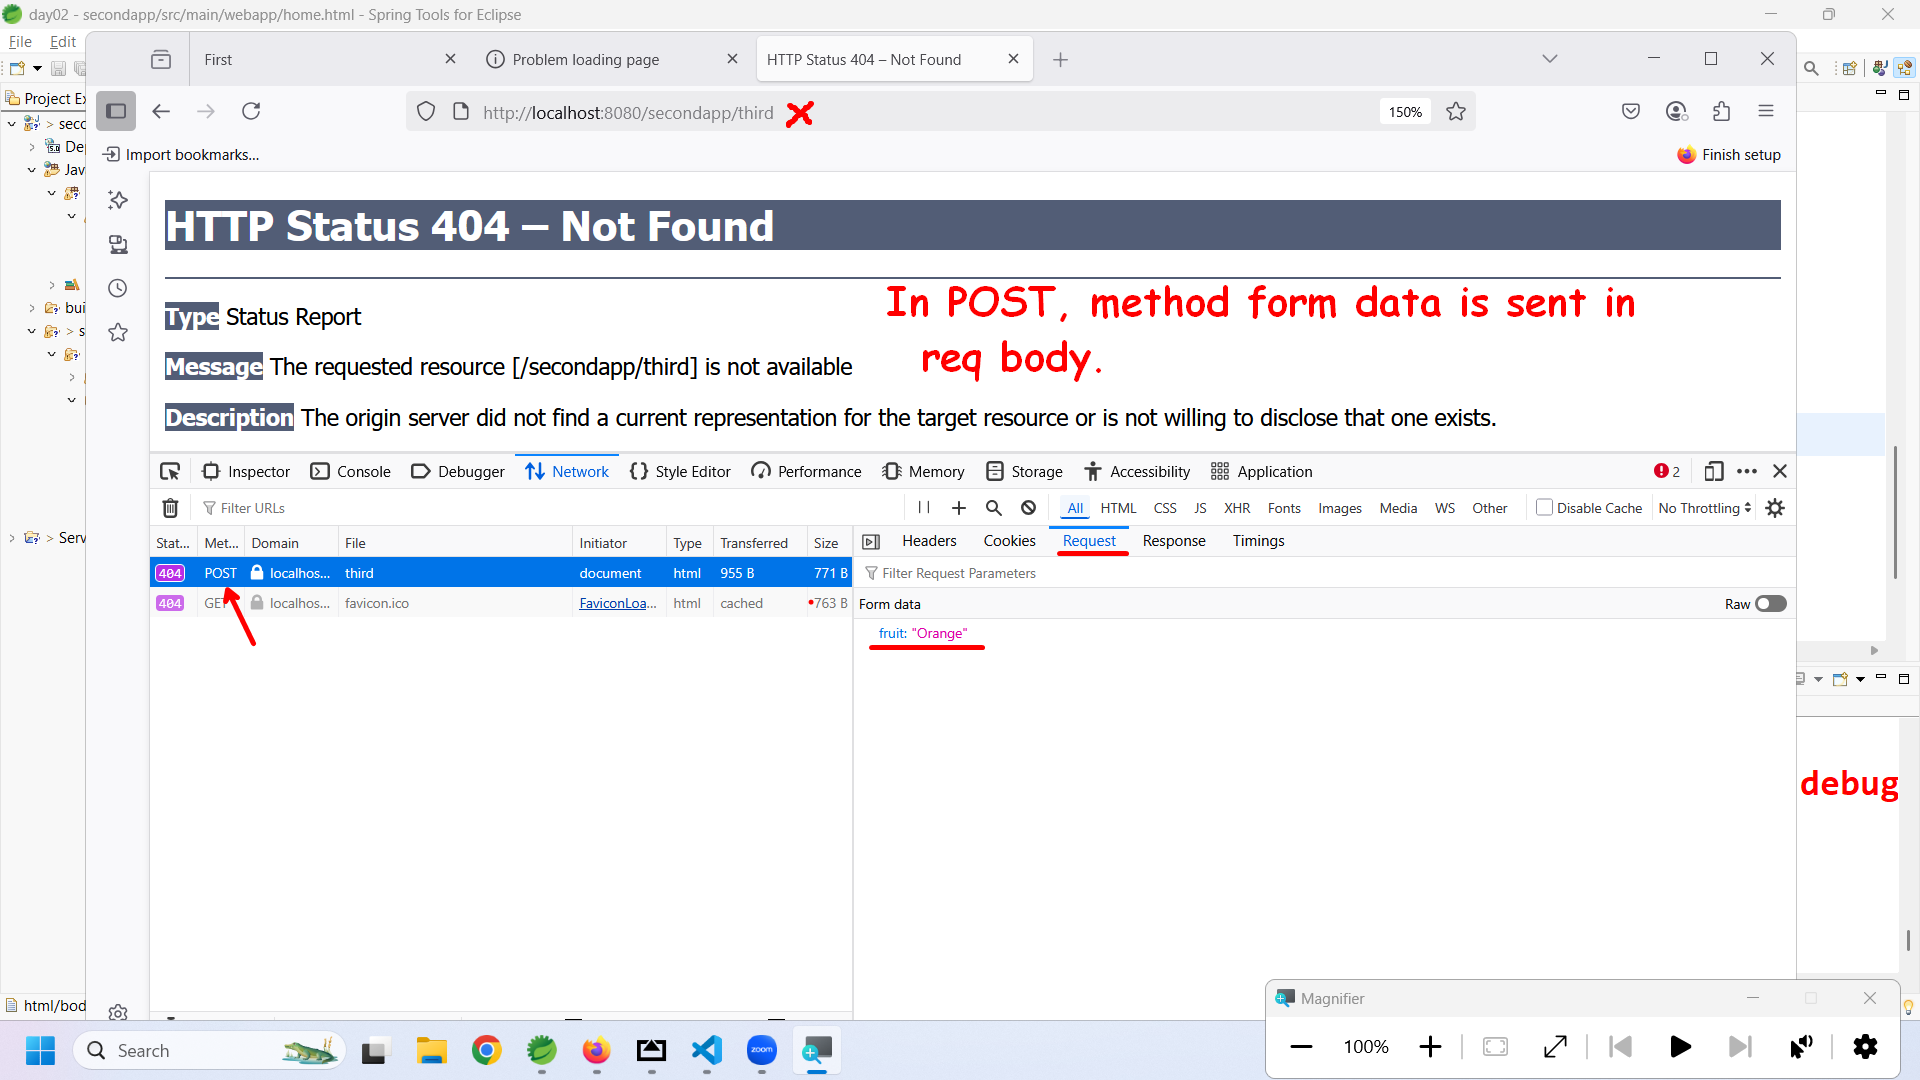 day02 - secondapp/src/main/webapp/home.html - Spring Tools for Eclipse
File Edit
First
Problem loading page
HTTP Status 404 – Not Found
Project Ex
http://localhost:8080/secondapp/third
150%
Import bookmarks...
Finish setup
> seco
De
Jav
bui
> s
> Serv
HTTP Status 404 – Not Found
In POST, method form data is sent in
req body.
Type Status Report
Message The requested resource [/secondapp/third] is not available
Description The origin server did not find a current representation for the target resource or is not willing to disclose that one exists.
Inspector Console Debugger Network Style Editor Performance Memory Storage Accessibility Application 2
Filter URLs
All HTML CSS JS XHR Fonts Images Media WS Other Disable Cache No Throttling
Stat... Met... Domain File Initiator Type Transferred Size
404 POST localhos... third document html 955 B 771 B
404 GET localhos... favicon.ico FaviconLoa... html cached 763 B
Headers Cookies Request Response Timings
Filter Request Parameters
Form data
Raw
fruit: "Orange"
debug
html/bod
Magnifier
100%
Search
zoom